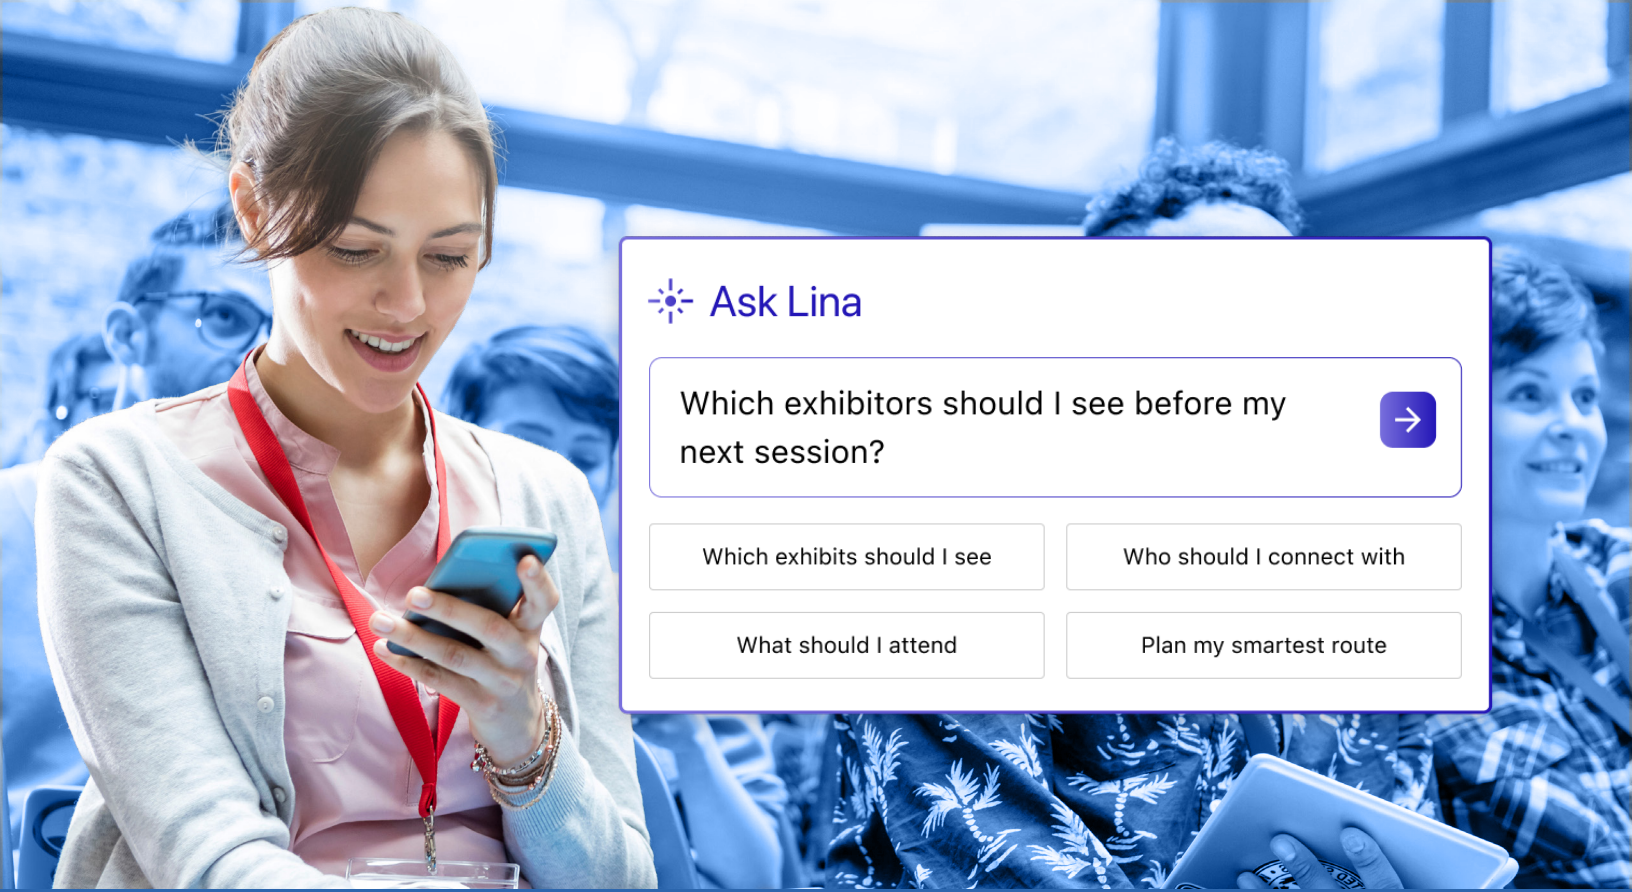 Ask Lina
Which exhibitors should I see before my
next session?
Which exhibits should I see
Who should I connect with
What should I attend
Plan my smartest route